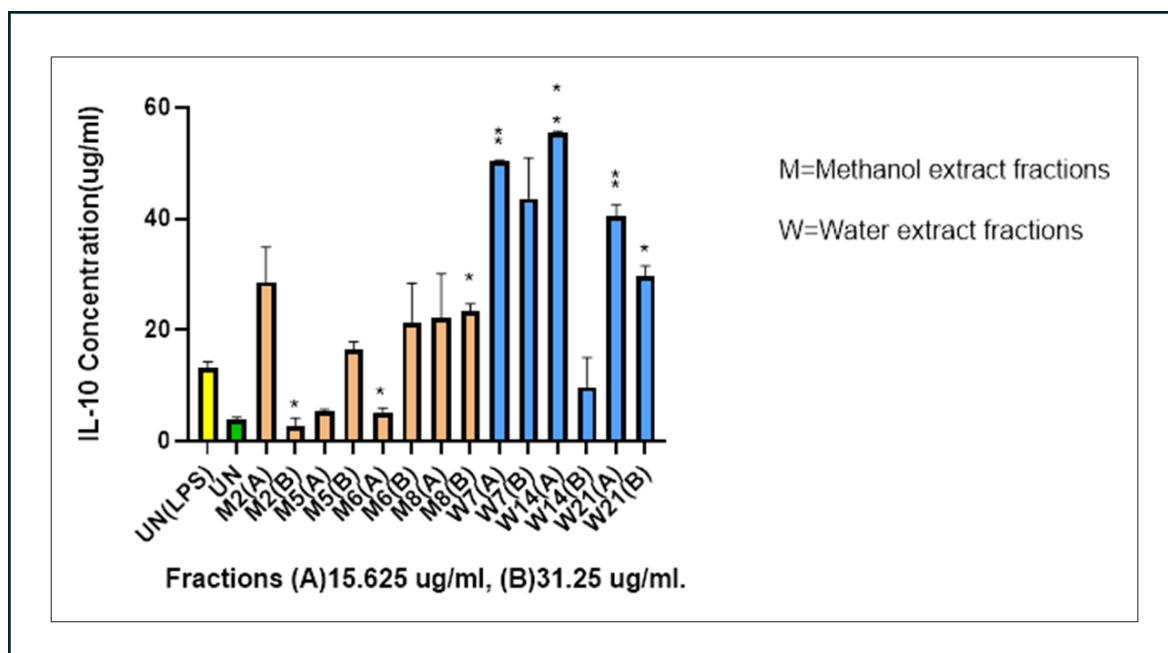 IL-10 Concentration(ug/ml)
60
40
20
0
*
*
*
* *
* *
* *
*
UN(LPS)
UN
M2(A)
M2(B)
M5(A)
M5(B)
M6(A)
M6(B)
M8(A)
M8(B)
W7(A)
W7(B)
W14(A)
W14(B)
W21(A)
W21(B)
Fractions (A)15.625 ug/ml, (B)31.25 ug/ml.
M=Methanol extract fractions
W=Water extract fractions